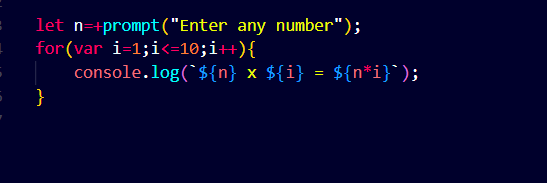 let n=+prompt("Enter any number");
for(var i=1;i<=10;i++){
    console.log(`${n} x ${i} = ${n*i}`);
}